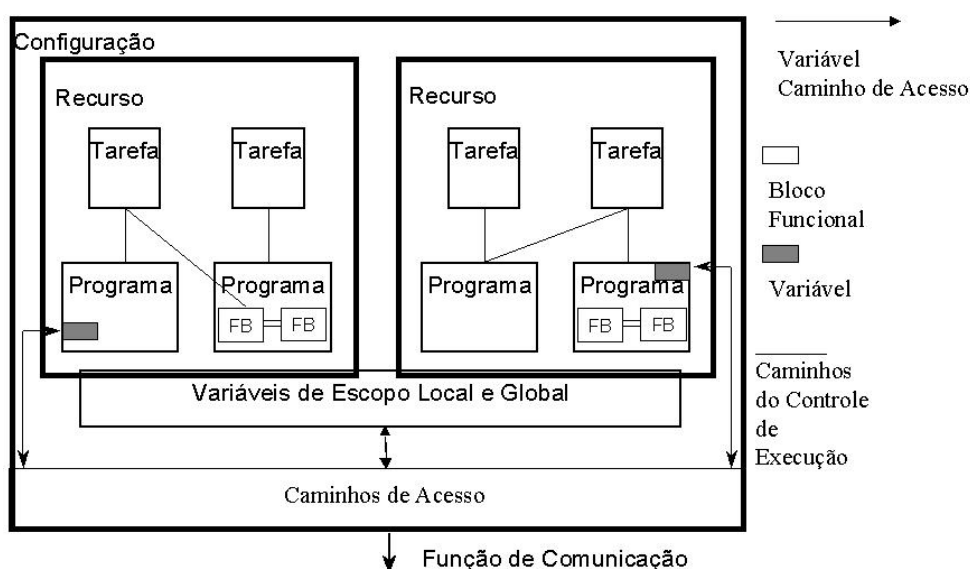 Configuração
Recurso
Tarefa
Tarefa
Programa
Programa
FB
FB
Recurso
Tarefa
Tarefa
Programa
Programa
FB
FB
Variáveis de Escopo Local e Global
Caminhos de Acesso
Função de Comunicação
Variável
Caminho de Acesso
Bloco
Funcional
Variável
Caminhos
do Controle
de
Execução